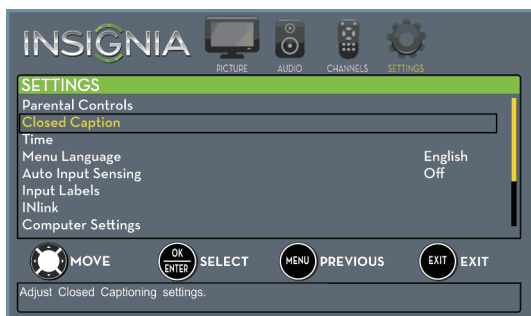 INSIGNIA
PICTURE AUDIO CHANNELS SETTINGS
SETTINGS
Parental Controls
Closed Caption
Time
Menu Language English
Auto Input Sensing Off
Input Labels
INlink
Computer Settings
MOVE OK ENTER SELECT MENU PREVIOUS EXIT EXIT
Adjust Closed Captioning settings.